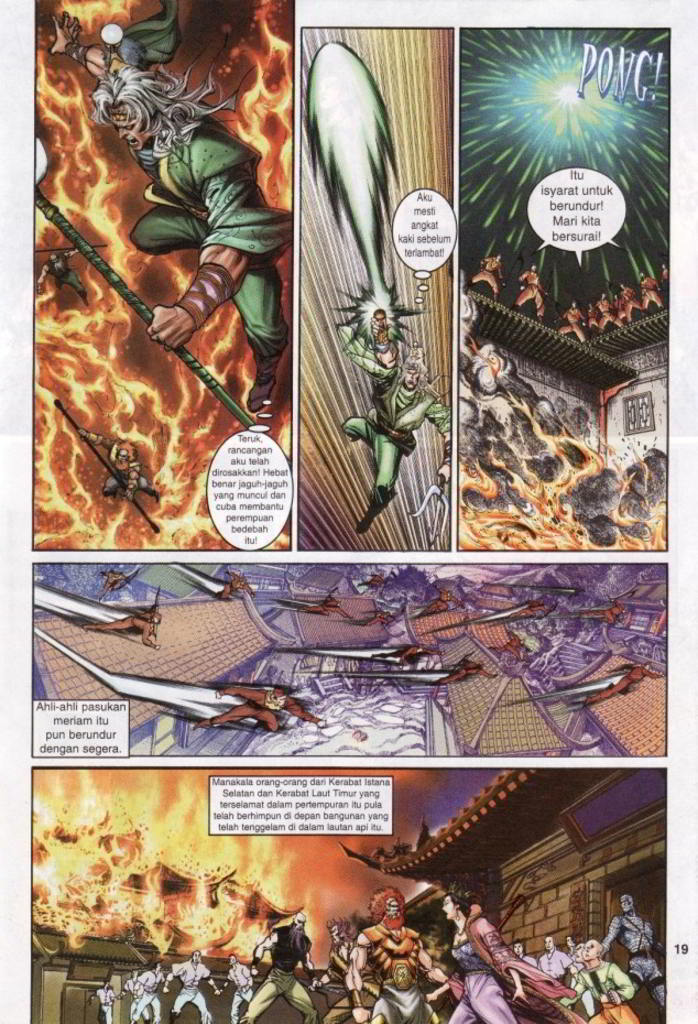 Teruk,
rancangan
aku telah
dirosakkan! Hebat
benar jaguh-jaguh
yang muncul dan
cuba membantu
perempuan
bedebah
itu!
Aku
mesti
angkat
kaki sebelum
terlambat!
PONG!
Itu
isyarat untuk
berundur!
Mari kita
bersurai!
Ahli-ahli pasukan
meriam itu
pun berundur
dengan segera.
Manakala orang-orang dari Kerabat Istana
Selatan dan Kerabat Laut Timur yang
terselamat dalam pertempuran itu pula
telah berhimpun di depan bangunan yang
telah tenggelam di dalam lautan api itu.
19